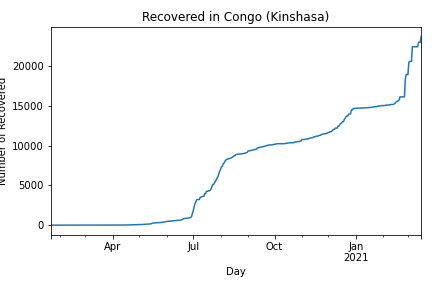 Recovered in Congo (Kinshasa)
Number of Recovered
20000
15000
10000
5000
0
Apr
Jul
Oct
Jan
2021
Day